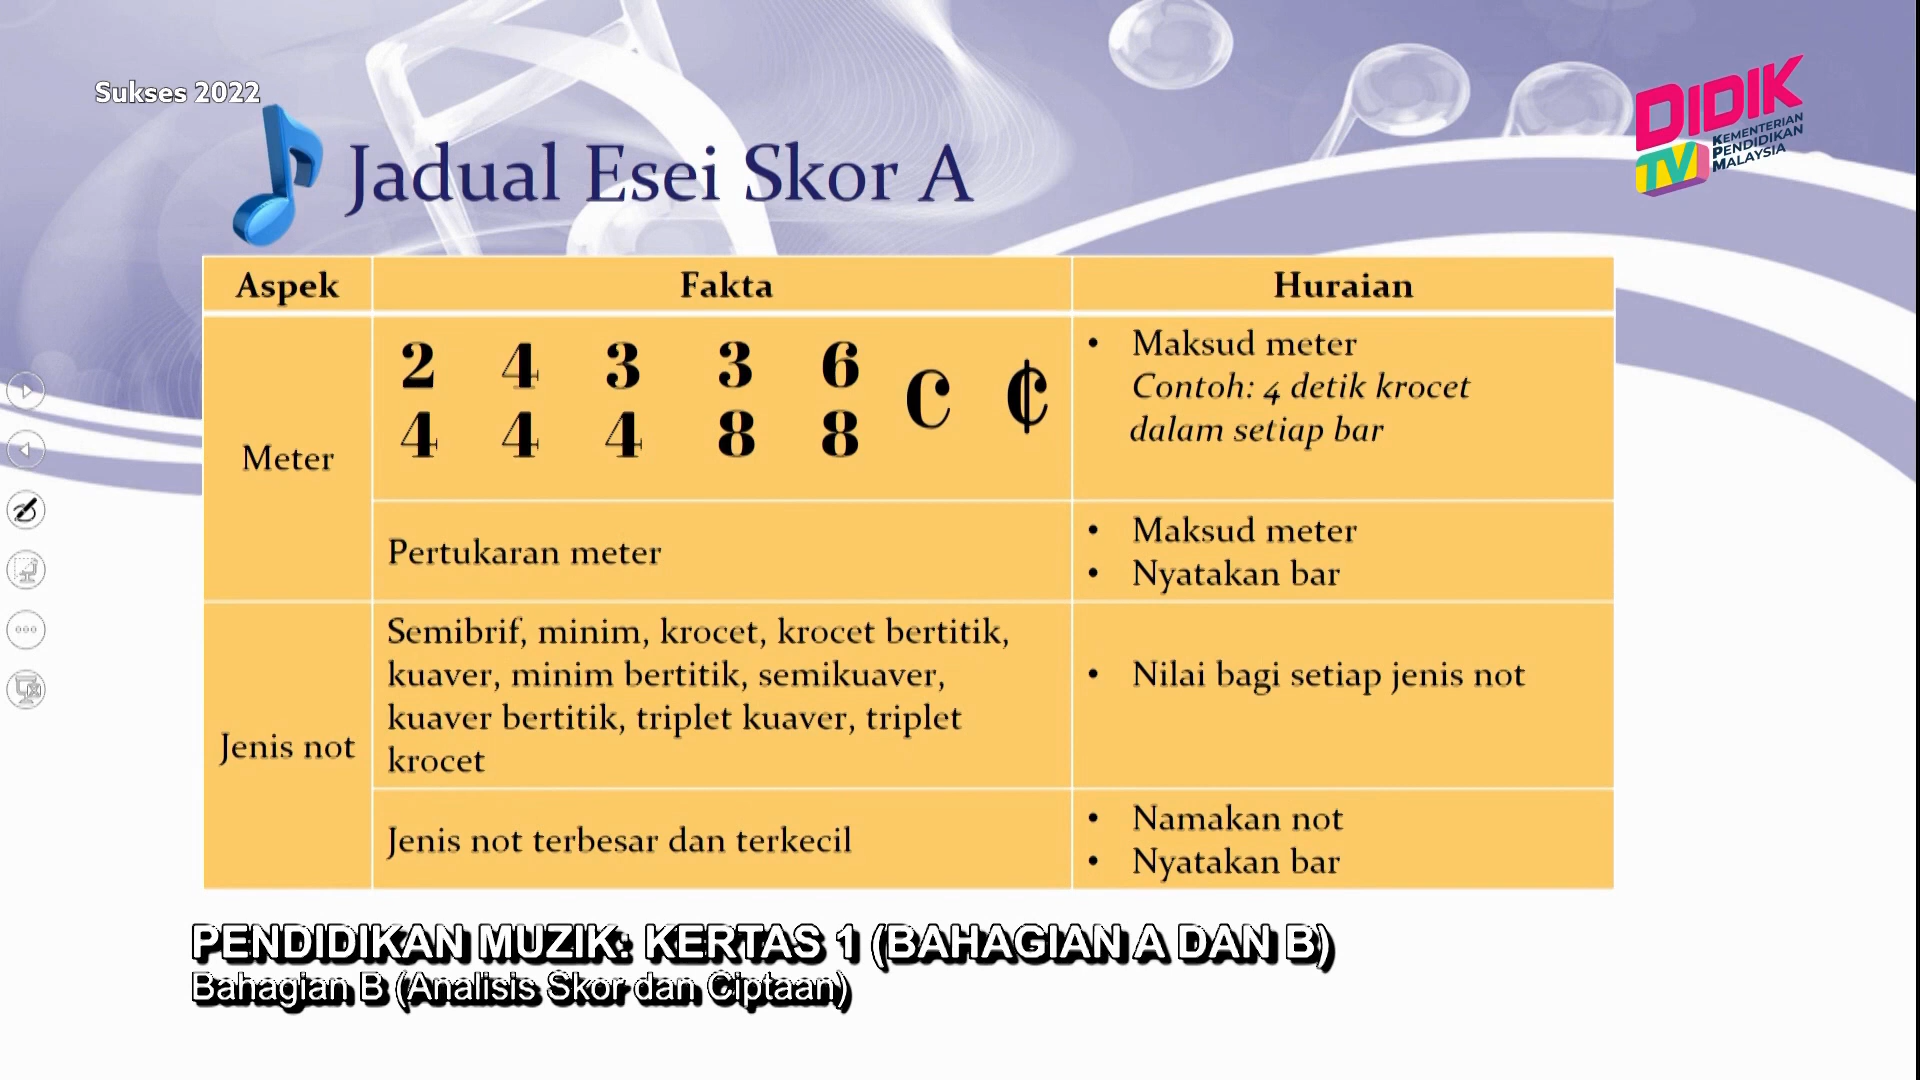 Sukses 2022
DIDIK
TV
KEMENTERIAN
PENDIDIKAN
MALAYSIA
Jadual Esei Skor A
Aspek Fakta Huraian
Meter
2 4 3 3 6 C ¢
4 4 4 8 8
• Maksud meter
Contoh: 4 detik krocet
dalam setiap bar
Pertukaran meter
• Maksud meter
• Nyatakan bar
Jenis not
Semibrif, minim, krocet, krocet bertitik,
kuaver, minim bertitik, semikuaver,
kuaver bertitik, triplet kuaver, triplet
krocet
• Nilai bagi setiap jenis not
Jenis not terbesar dan terkecil
• Namakan not
• Nyatakan bar
PENDIDIKAN MUZIK: KERTAS 1 (BAHAGIAN A DAN B)
Bahagian B (Analisis Skor dan Ciptaan)